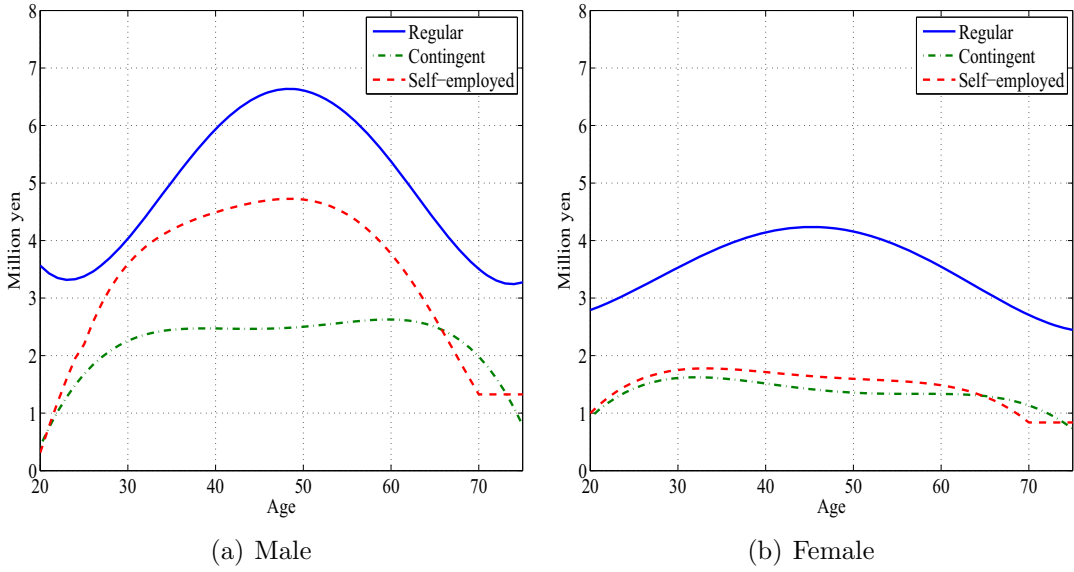 8
7
6
5
4
3
2
1
0
Million yen
20 30 40 50 60 70
Age
Regular
Contingent
Self−employed
(a) Male
8
7
6
5
4
3
2
1
0
Million yen
20 30 40 50 60 70
Age
Regular
Contingent
Self−employed
(b) Female